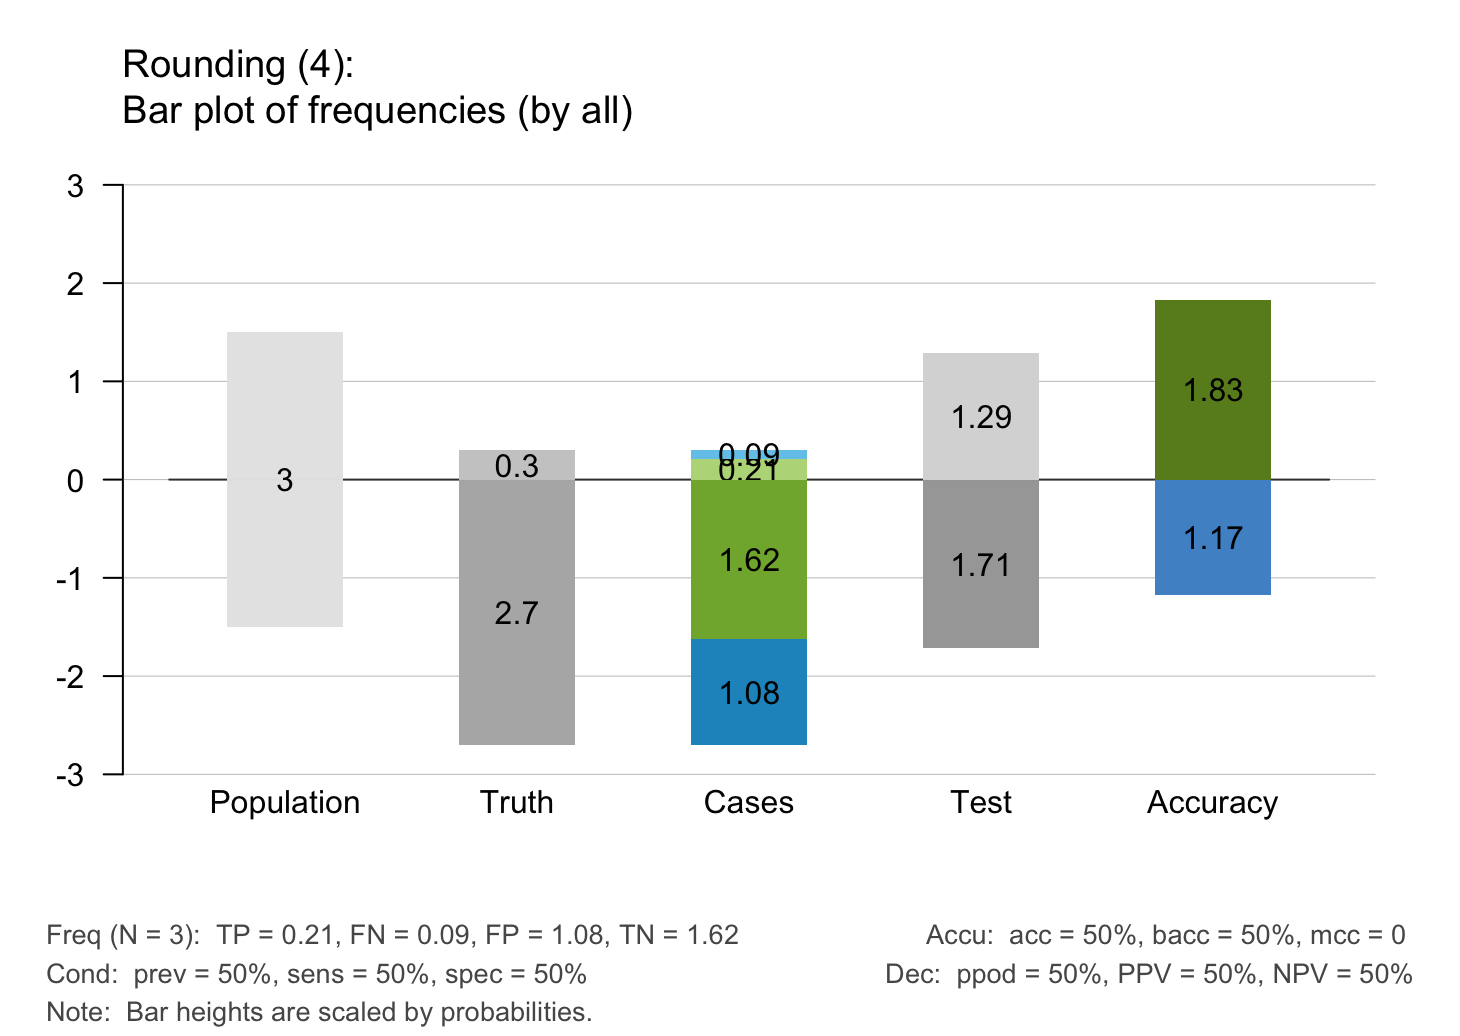 Rounding (4):
Bar plot of frequencies (by all)
3
2
1
0
-1
-2
-3
3
0.3
2.7
0.09
0.21
1.62
1.08
1.29
1.71
1.83
1.17
Population Truth Cases Test Accuracy
Freq (N = 3): TP = 0.21, FN = 0.09, FP = 1.08, TN = 1.62
Accu: acc = 50%, bacc = 50%, mcc = 0
Cond: prev = 50%, sens = 50%, spec = 50%
Dec: ppod = 50%, PPV = 50%, NPV = 50%
Note: Bar heights are scaled by probabilities.